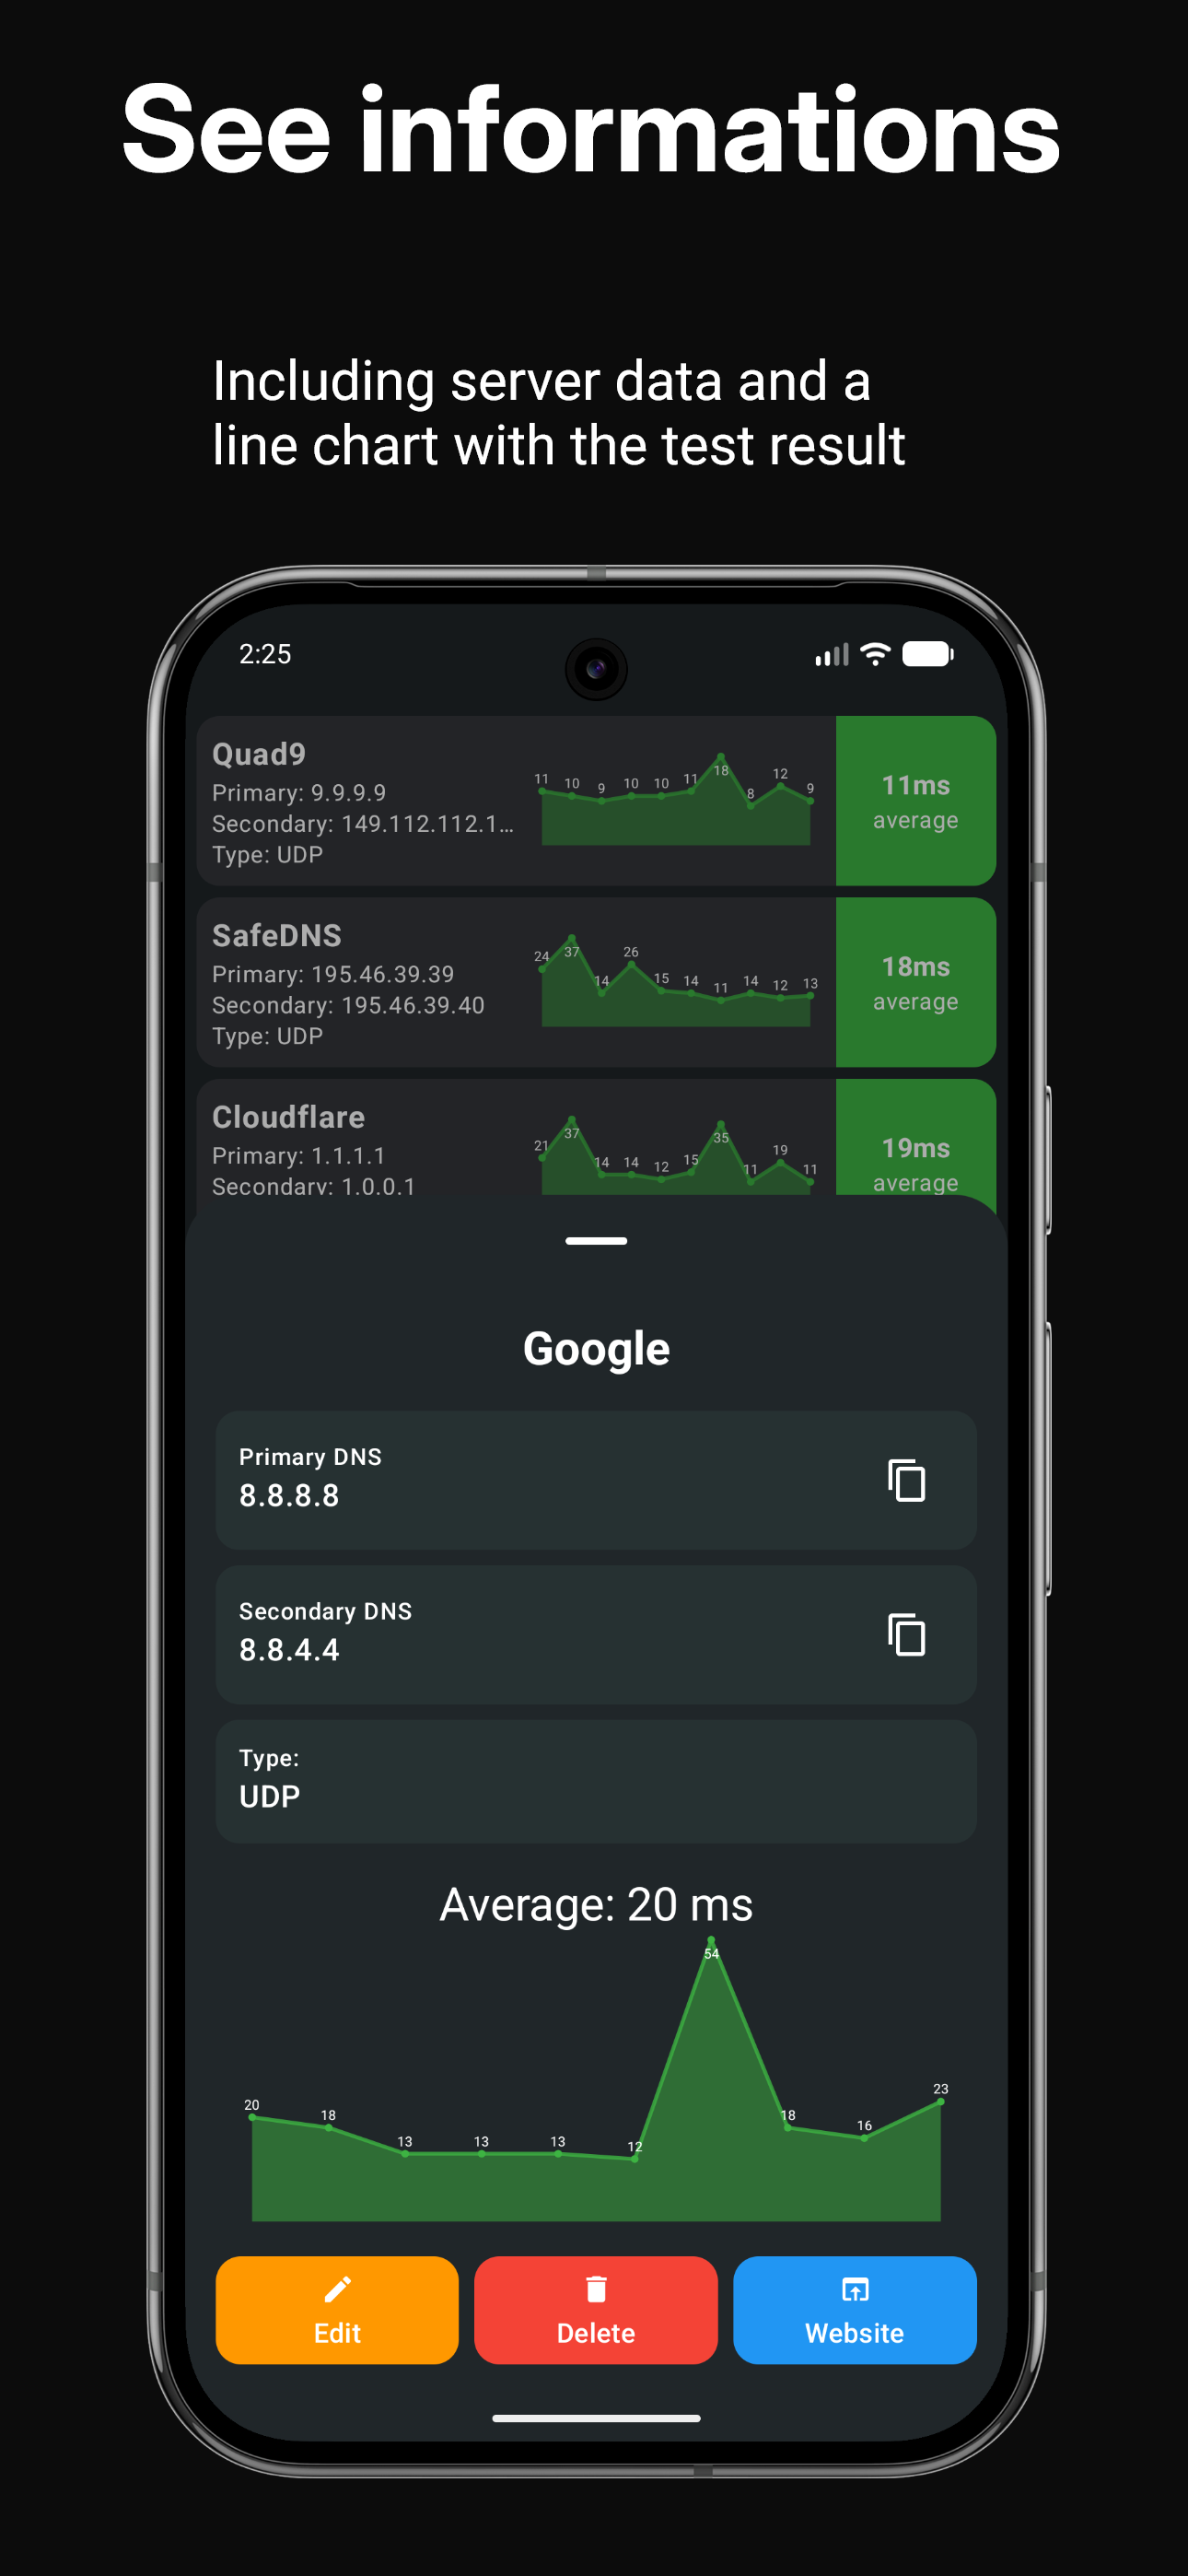 See informations
Including server data and a
line chart with the test result
2:25
Quad9
Primary: 9.9.9.9
Secondary: 149.112.112.1...
Type: UDP
11 10 9 10 10 11 18 8 12 9
11ms
average
SafeDNS
Primary: 195.46.39.39
Secondary: 195.46.39.40
Type: UDP
24 37 14 26 15 14 11 14 12 13
18ms
average
Cloudflare
Primary: 1.1.1.1
Secondary: 1.0.0.1
21 37 14 14 12 15 35 11 19 11
19ms
average
Google
Primary DNS
8.8.8.8
Secondary DNS
8.8.4.4
Type:
UDP
Average: 20 ms
20 18 13 13 13 12 54 18 16 23
Edit
Delete
Website